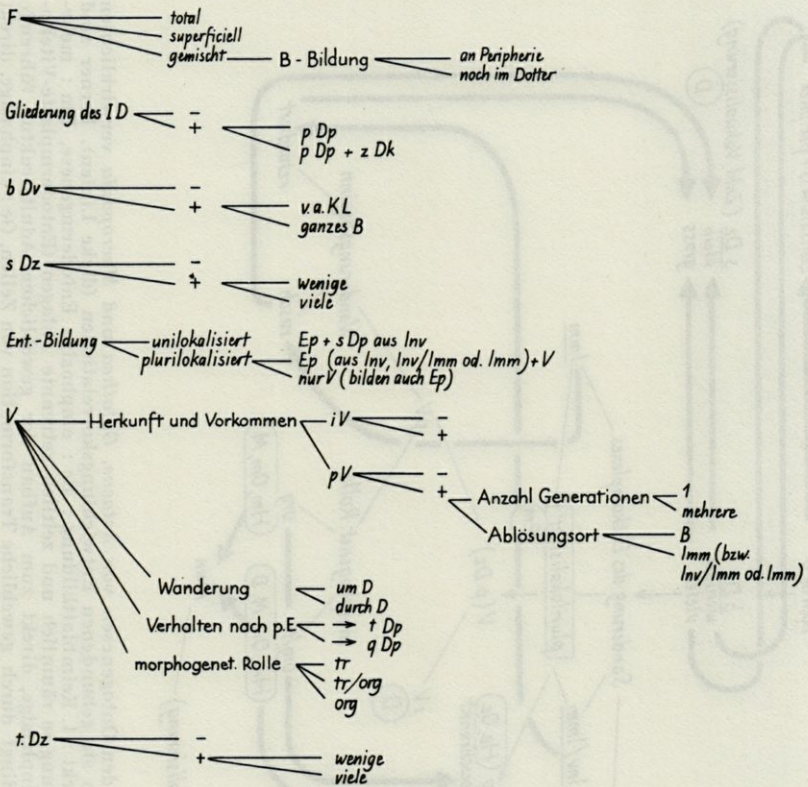 F total
superficiell
gemischt B - Bildung an Peripherie
noch im Dotter
Gliederung des I D -
+ p Dp
p Dp + z Dk
b Dv -
+ v.a. KL
ganzes B
s Dz -
+ wenige
viele
Ent.-Bildung unilokalisiert Ep + s Dp aus Inv
plurilokalisiert Ep (aus Inv, Inv/Imm od. Imm) + V
nur V (bilden auch Ep)
V Herkunft und Vorkommen i V -
+
p V -
+ Anzahl Generationen 1
mehrere
Ablösungsort B
Imm (bzw.
Inv/Imm od. Imm)
Wanderung um D
durch D
Verhalten nach p.E → t Dp
→ q Dp
morphogenet. Rolle tr
tr/org
org
t. Dz -
+ wenige
viele